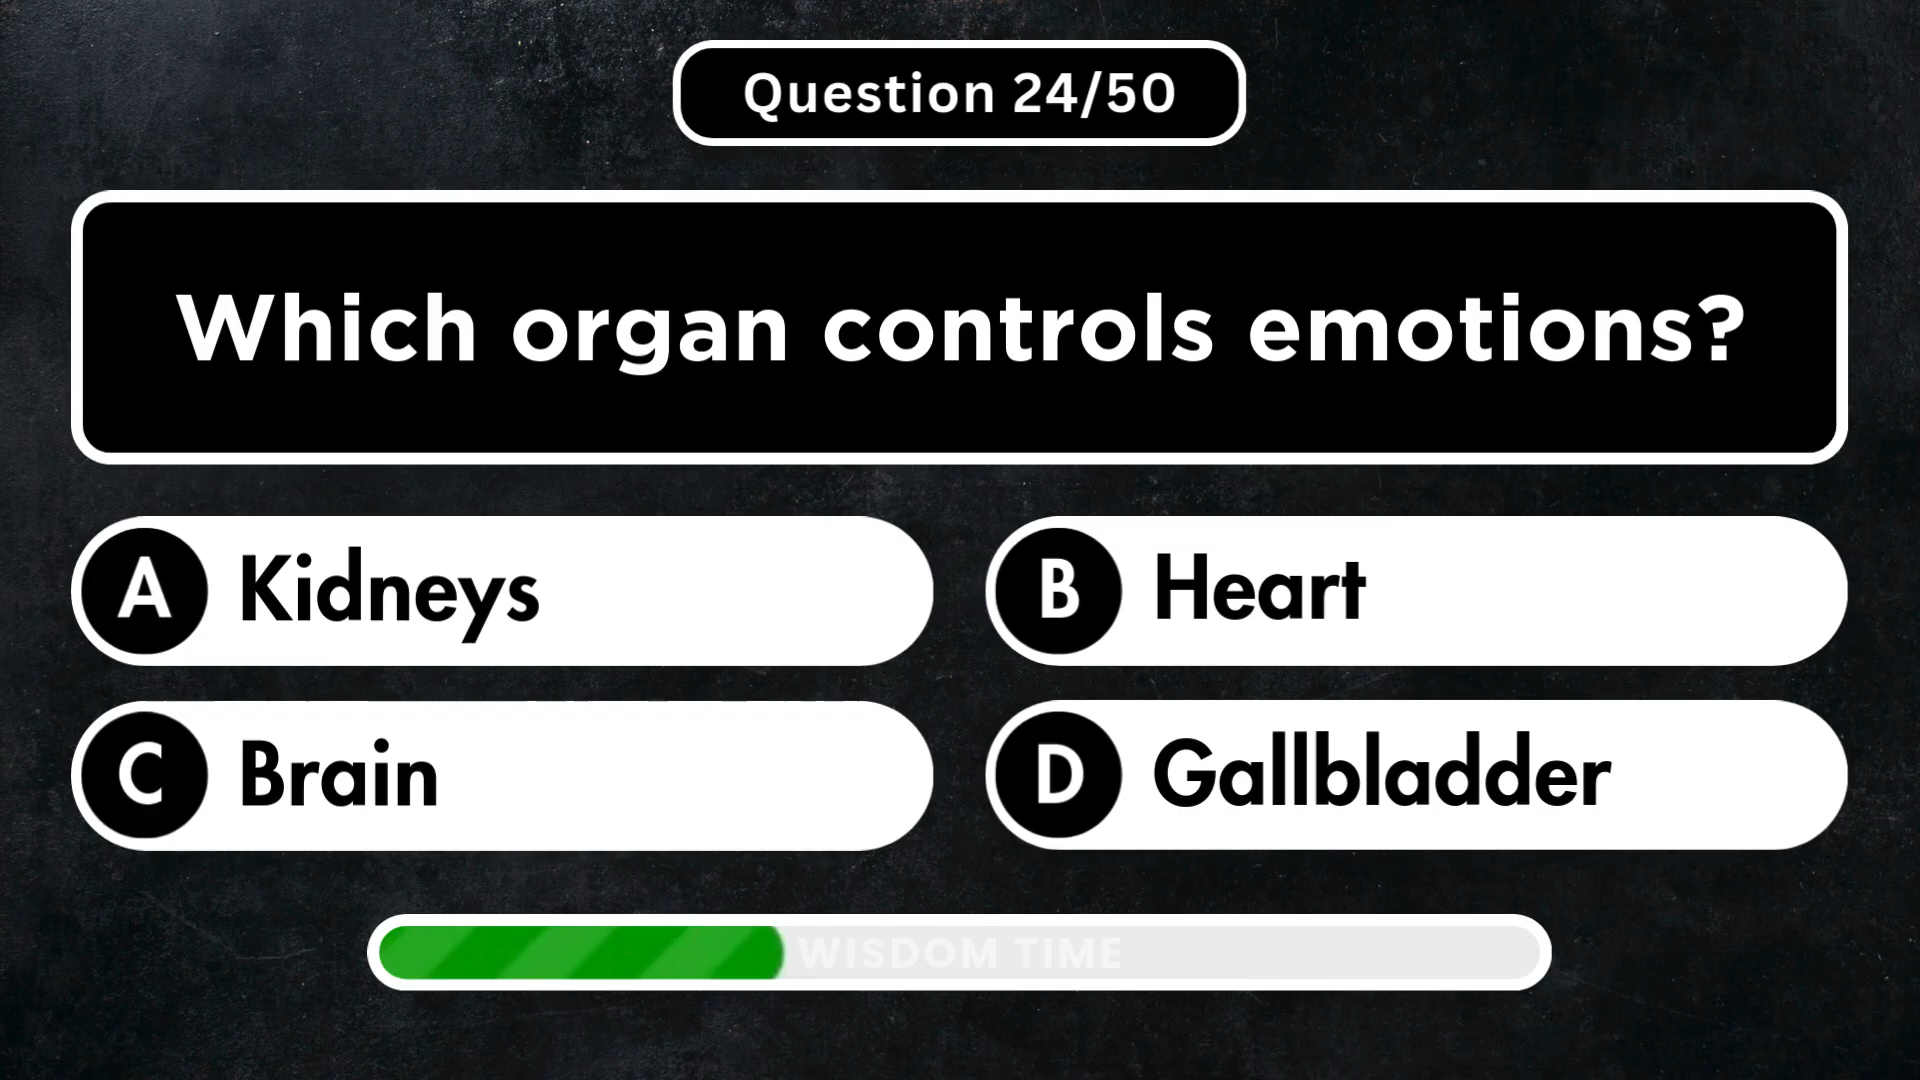 Question 24/50
Which organ controls emotions?
A Kidneys
B Heart
C Brain
D Gallbladder
WISDOM TIME